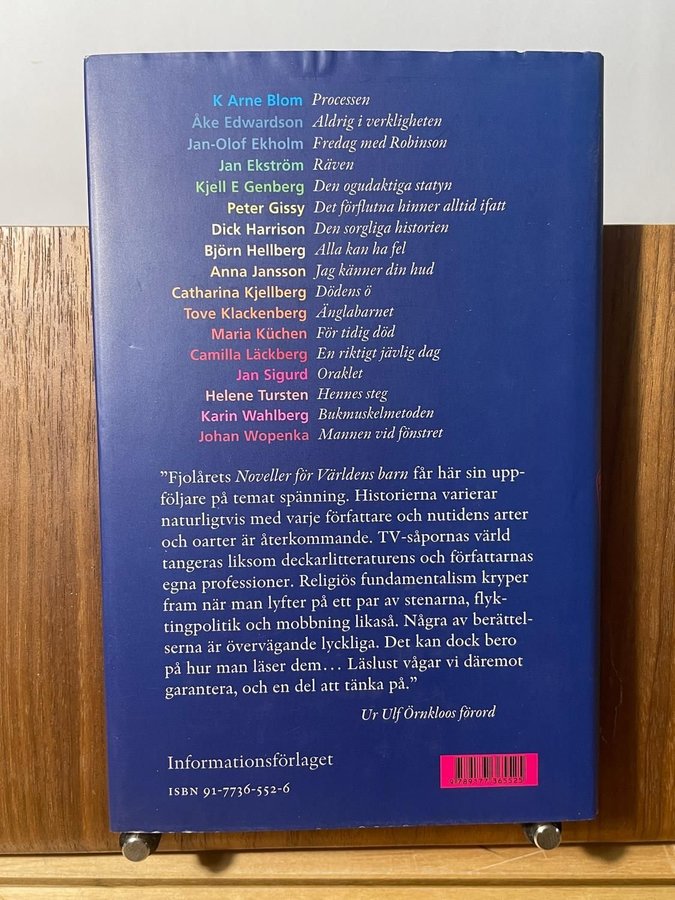 K Arne Blom Processen
Åke Edwardson Aldrig i verkligheten
Jan-Olof Ekholm Fredag med Robinson
Jan Ekström Räven
Kjell E Genberg Den ogudaktiga statyn
Peter Gissy Det förflutna hinner alltid ifatt
Dick Harrison Den sorgliga historien
Björn Hellberg Alla kan ha fel
Anna Jansson Jag känner din hud
Catharina Kjellberg Dödens ö
Tove Klackenberg Änglabarnet
Maria Küchen För tidig död
Camilla Läckberg En riktigt jävlig dag
Jan Sigurd Oraklet
Helene Tursten Hennes steg
Karin Wahlberg Bukmuskelmetoden
Johan Wopenka Mannen vid fönstret
”Fjolårets Noveller för Världens barn får här sin upp-
följare på temat spänning. Historierna varierar
naturligtvis med varje författare och nutidens arter
och oarter är återkommande. TV-såpornas värld
tangeras liksom deckarlitteraturens och författarnas
egna professioner. Religiös fundamentalism kryper
fram när man lyfter på ett par av stenarna, flyk-
tingpolitik och mobbning likaså. Några av berättel-
serna är övervägande lyckliga. Det kan dock bero
på hur man läser dem… Läslust vågar vi däremot
garantera, och en del att tänka på.”
Ur Ulf Örnkloos förord
Informationsförlaget
ISBN 91-7736-552-6
9 789177 365525